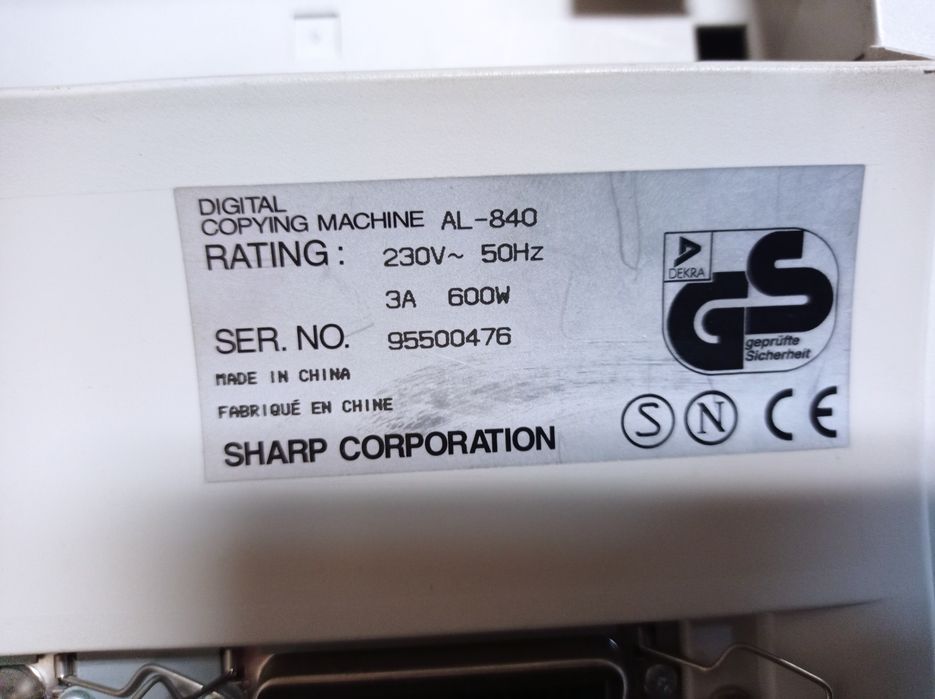 DIGITAL
COPYING MACHINE AL-840
RATING: 230V~ 50Hz
3A 600W
SER. NO. 95500476
MADE IN CHINA
FABRIQUÉ EN CHINE
SHARP CORPORATION
DEKRA
GS
geprüfte
Sicherheit
S N CE